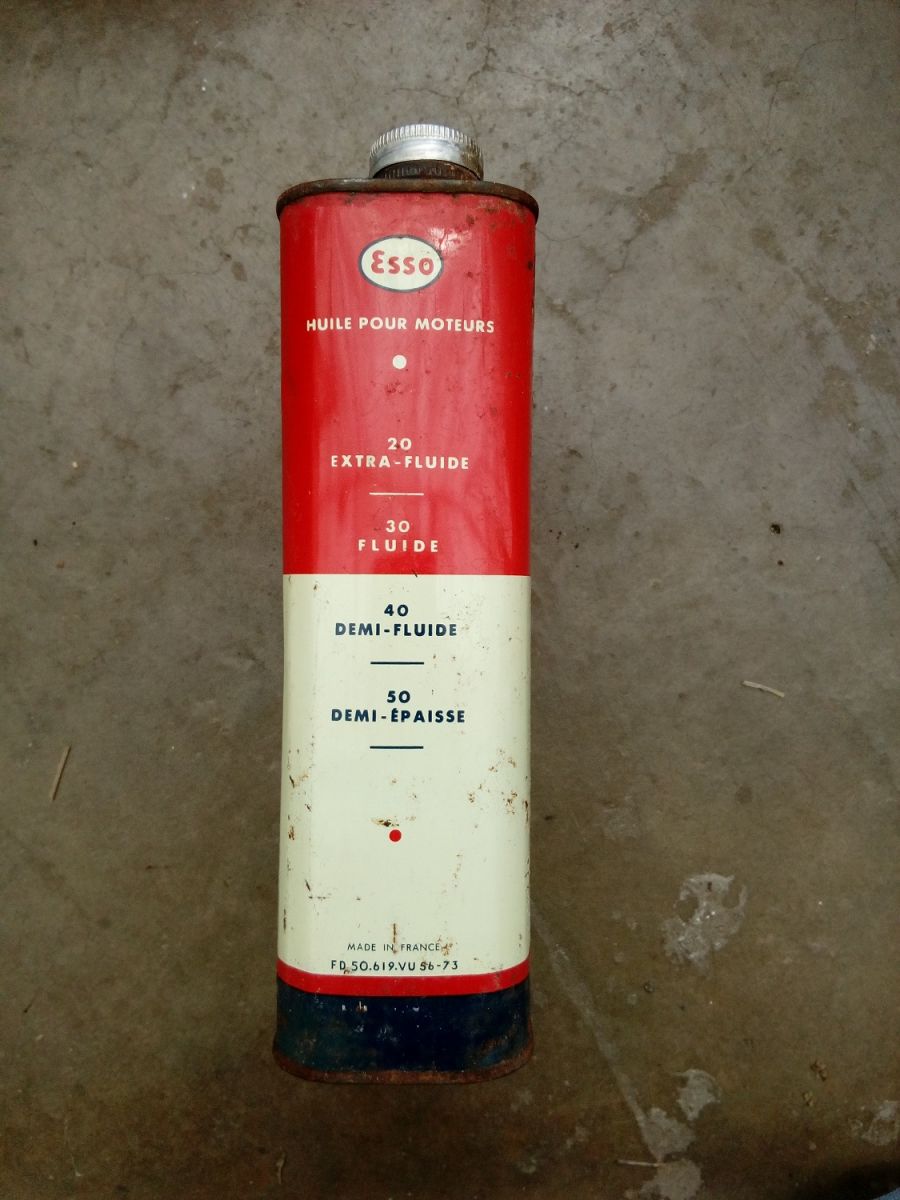 Esso
HUILE POUR MOTEURS
20
EXTRA-FLUIDE
30
FLUIDE
40
DEMI-FLUIDE
50
DEMI-ÉPAISSE
MADE IN FRANCE
FD 50.619.VU 56-73